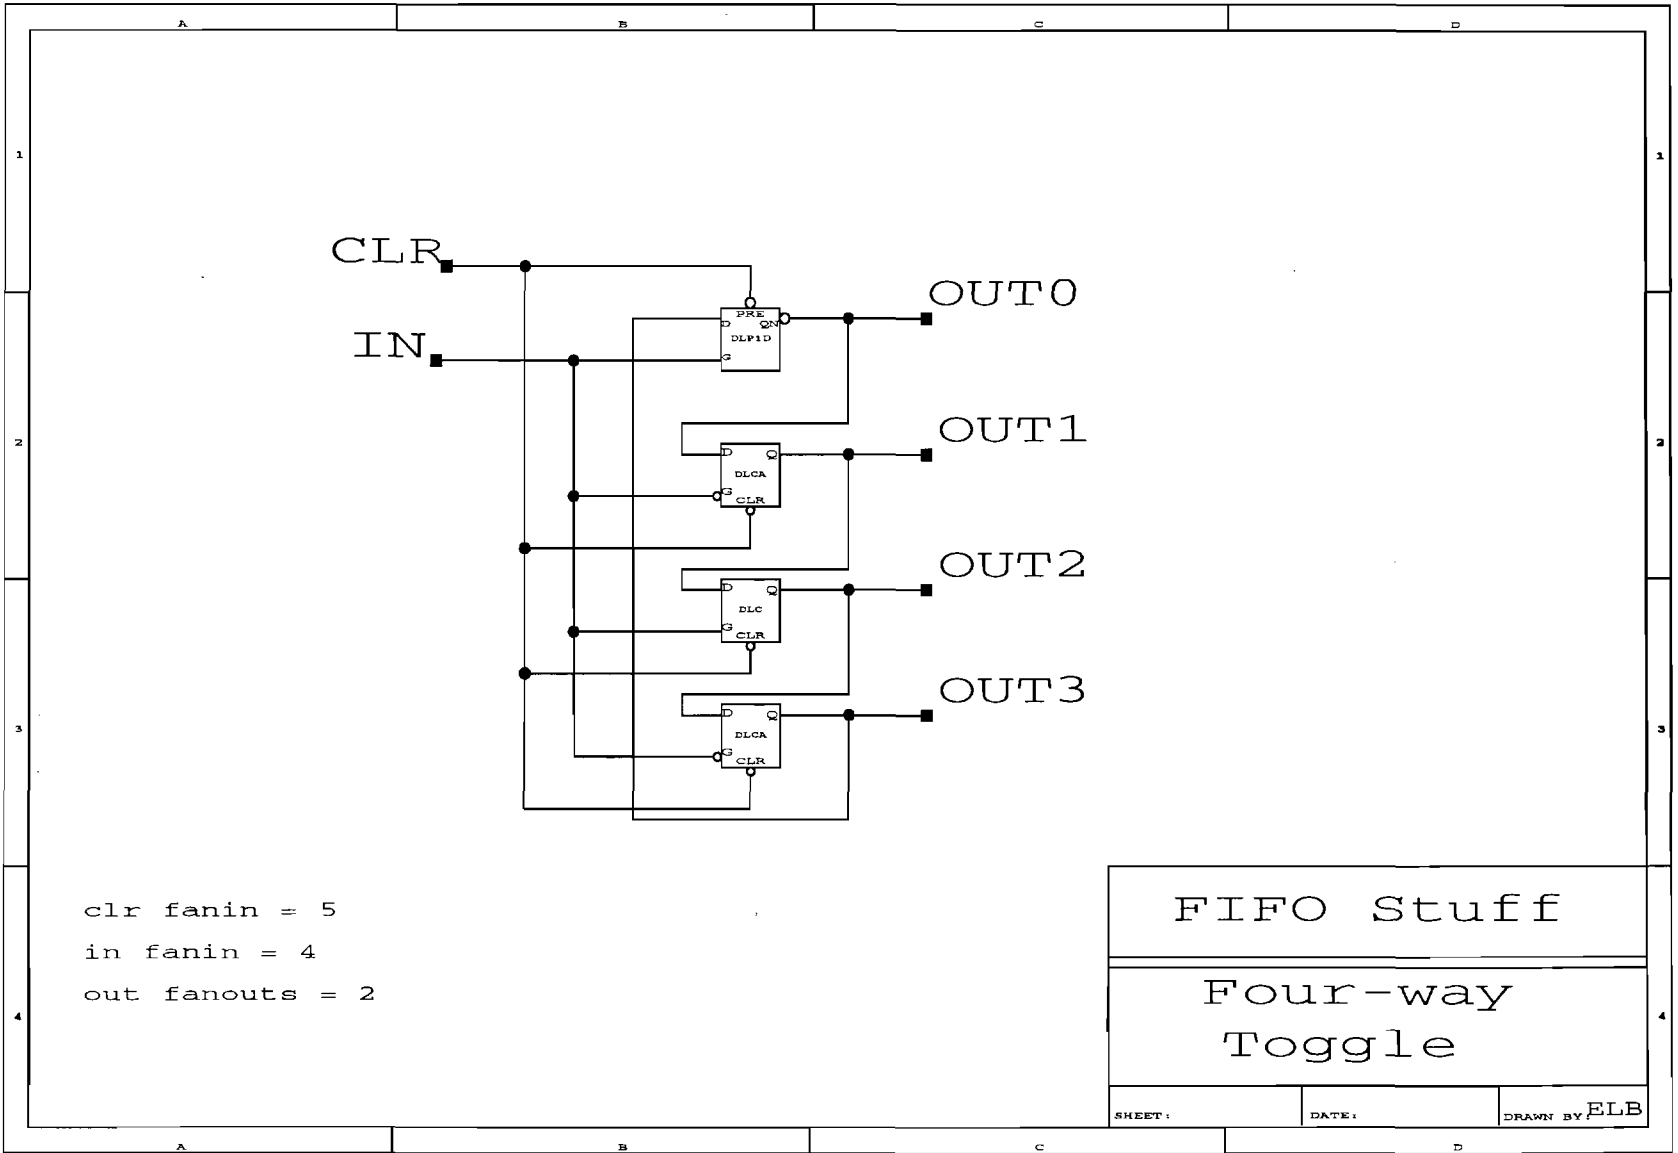 A B C D
1 1
CLR
OUT0
PRE
D QN
DLP1D
G
IN
2 2
OUT1
D Q
DLCA
G
CLR
OUT2
D Q
DLC
G
CLR
OUT3
D Q
DLCA
G
CLR
3 3
clr fanin = 5
in fanin = 4
out fanouts = 2
FIFO Stuff
Four-way
Toggle
4 4
SHEET: DATE: DRAWN BY: ELB
A B C D